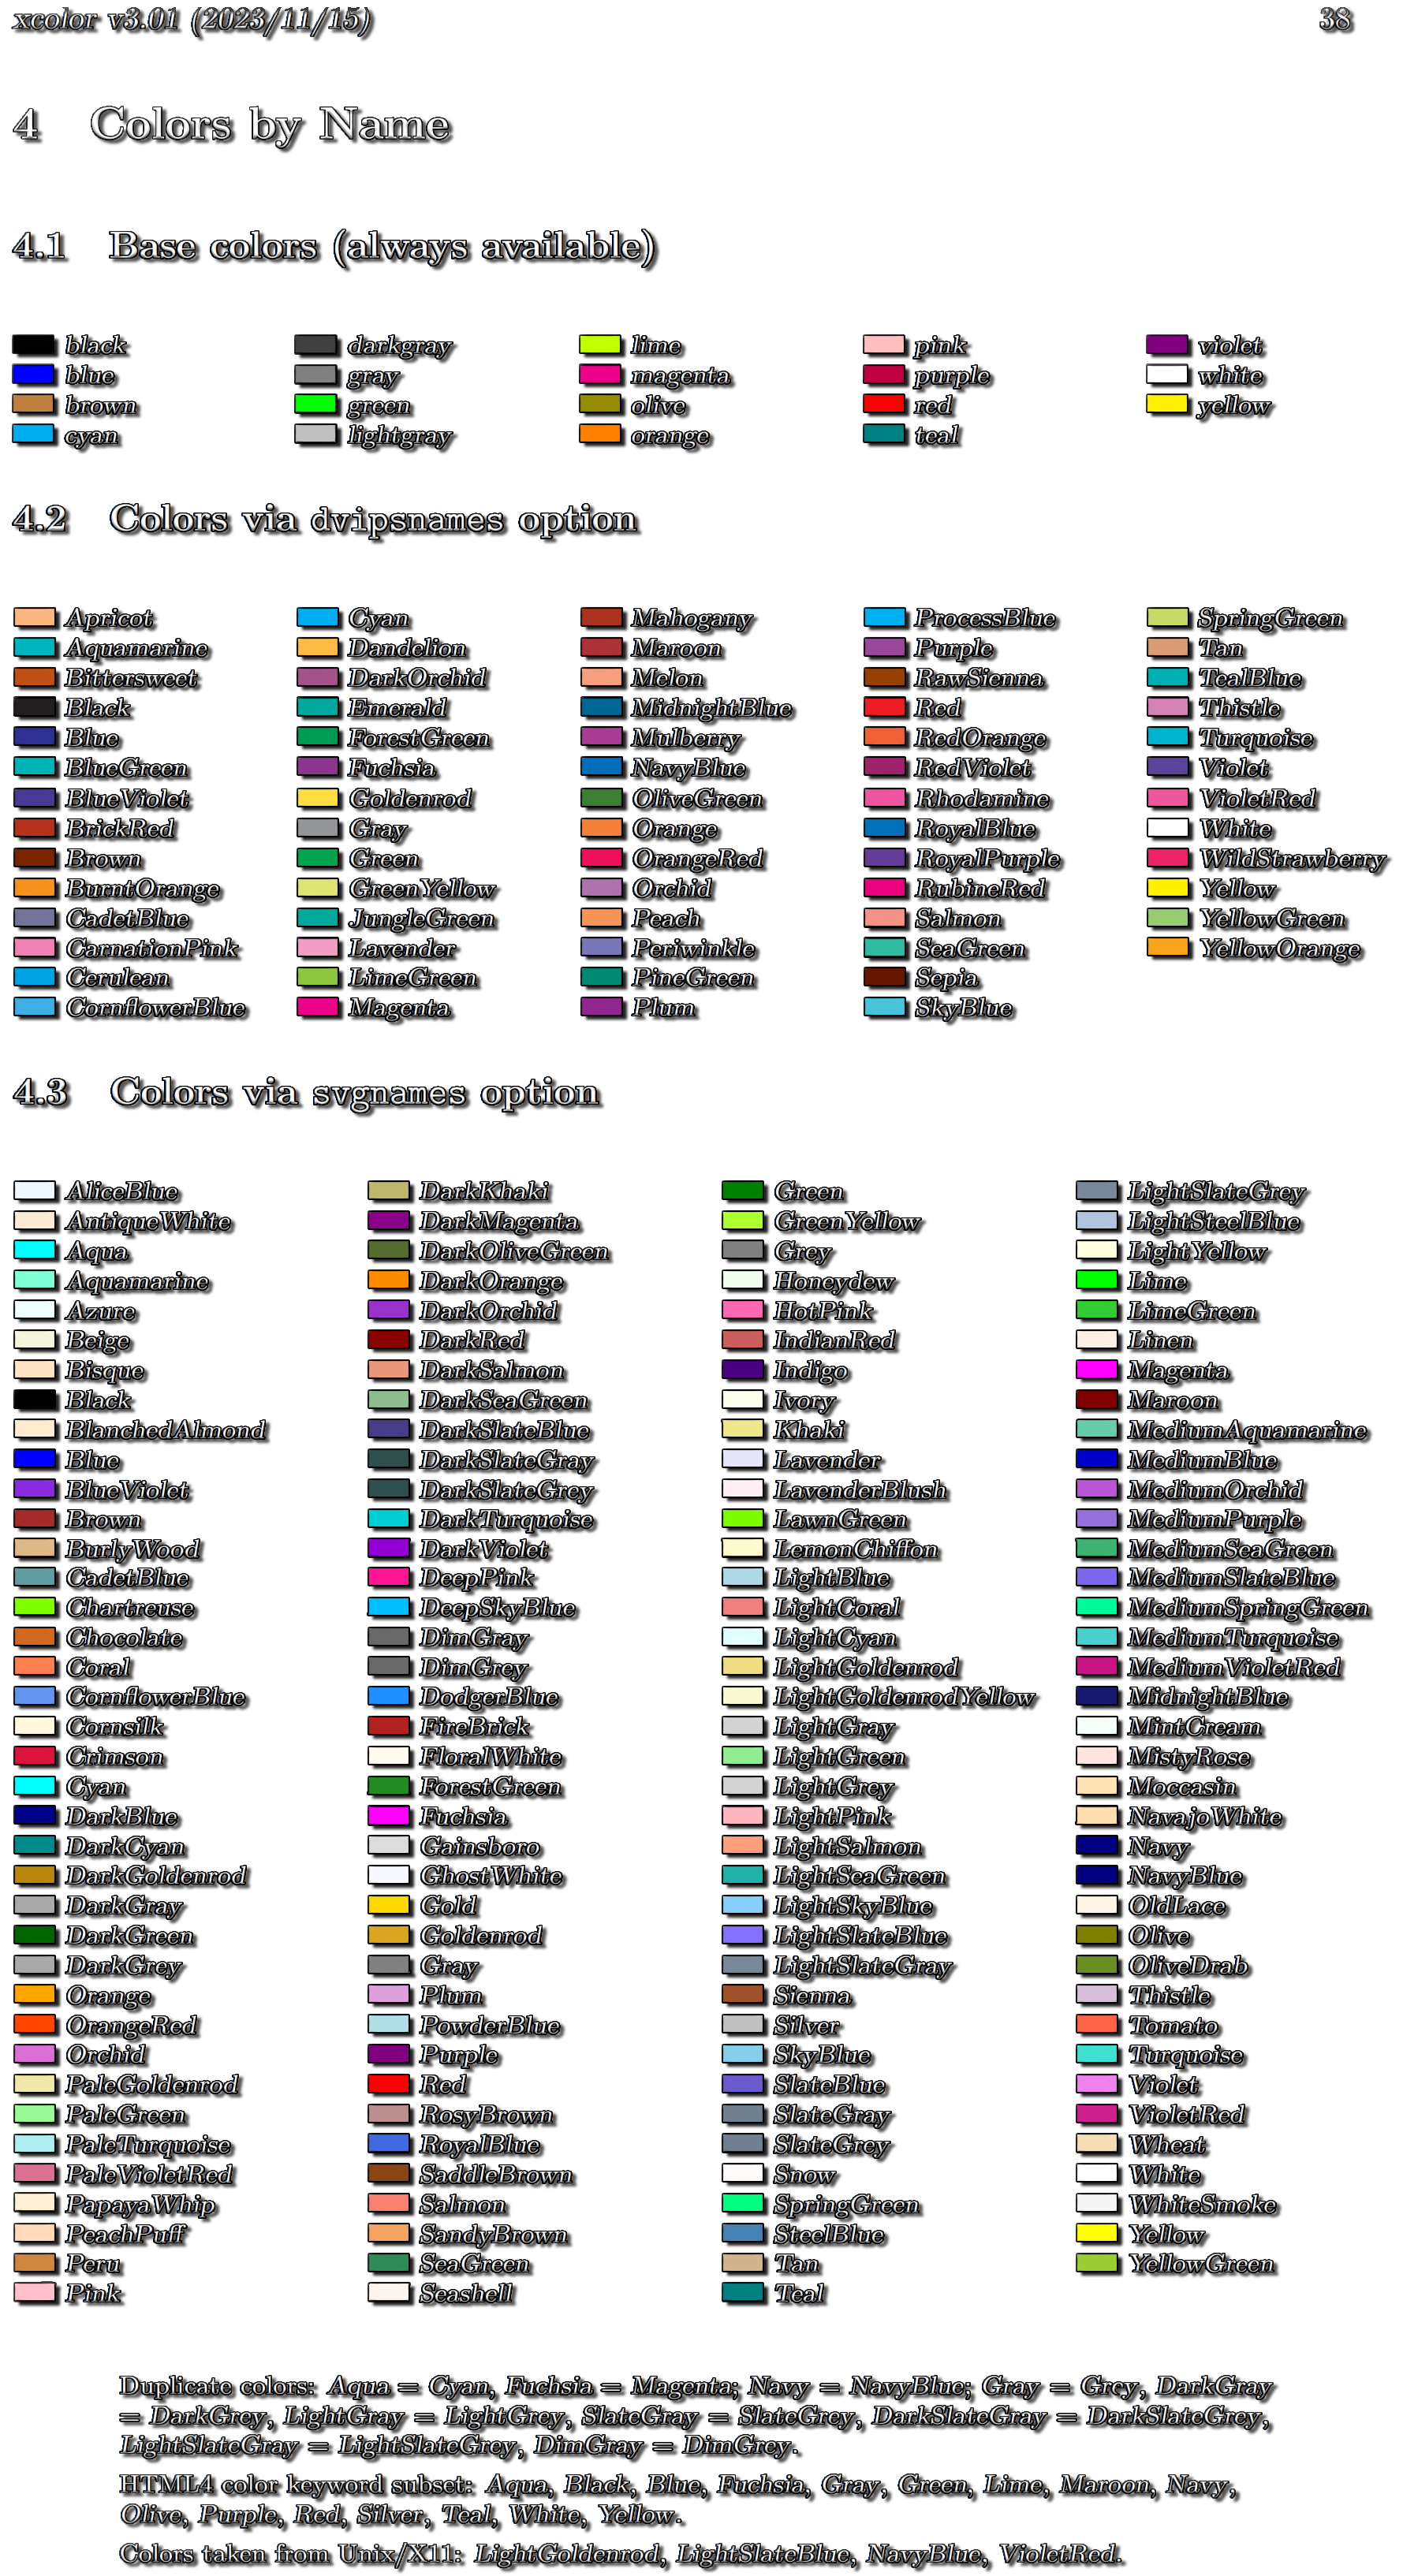 xcolor v3.01 (2023/11/15) 38
4 Colors by Name
4.1 Base colors (always available)
black darkgray lime pink violet
blue gray magenta purple white
brown green olive red yellow
cyan lightgray orange teal
4.2 Colors via dvipsnames option
Apricot Cyan Mahogany ProcessBlue SpringGreen
Aquamarine Dandelion Maroon Purple Tan
Bittersweet DarkOrchid Melon RawSienna TealBlue
Black Emerald MidnightBlue Red Thistle
Blue ForestGreen Mulberry RedOrange Turquoise
BlueGreen Fuchsia NavyBlue RedViolet Violet
BlueViolet Goldenrod OliveGreen Rhodamine VioletRed
BrickRed Gray Orange RoyalBlue White
Brown Green OrangeRed RoyalPurple WildStrawberry
BurntOrange GreenYellow Orchid RubineRed Yellow
CadetBlue JungleGreen Peach Salmon YellowGreen
CarnationPink Lavender Periwinkle SeaGreen YellowOrange
Cerulean LimeGreen PineGreen Sepia
CornflowerBlue Magenta Plum SkyBlue
4.3 Colors via svgnames option
AliceBlue DarkKhaki Green LightSlateGrey
AntiqueWhite DarkMagenta GreenYellow LightSteelBlue
Aqua DarkOliveGreen Grey LightYellow
Aquamarine DarkOrange Honeydew Lime
Azure DarkOrchid HotPink LimeGreen
Beige DarkRed IndianRed Linen
Bisque DarkSalmon Indigo Magenta
Black DarkSeaGreen Ivory Maroon
BlanchedAlmond DarkSlateBlue Khaki MediumAquamarine
Blue DarkSlateGray Lavender MediumBlue
BlueViolet DarkSlateGrey LavenderBlush MediumOrchid
Brown DarkTurquoise LawnGreen MediumPurple
BurlyWood DarkViolet LemonChiffon MediumSeaGreen
CadetBlue DeepPink LightBlue MediumSlateBlue
Chartreuse DeepSkyBlue LightCoral MediumSpringGreen
Chocolate DimGray LightCyan MediumTurquoise
Coral DimGrey LightGoldenrod MediumVioletRed
CornflowerBlue DodgerBlue LightGoldenrodYellow MidnightBlue
Cornsilk FireBrick LightGray MintCream
Crimson FloralWhite LightGreen MistyRose
Cyan ForestGreen LightGrey Moccasin
DarkBlue Fuchsia LightPink NavajoWhite
DarkCyan Gainsboro LightSalmon Navy
DarkGoldenrod GhostWhite LightSeaGreen NavyBlue
DarkGray Gold LightSkyBlue OldLace
DarkGreen Goldenrod LightSlateBlue Olive
DarkGrey Gray LightSlateGray OliveDrab
Orange Plum Sienna Thistle
OrangeRed PowderBlue Silver Tomato
Orchid Purple SkyBlue Turquoise
PaleGoldenrod Red SlateBlue Violet
PaleGreen RosyBrown SlateGray VioletRed
PaleTurquoise RoyalBlue SlateGrey Wheat
PaleVioletRed SaddleBrown Snow White
PapayaWhip Salmon SpringGreen WhiteSmoke
PeachPuff SandyBrown SteelBlue Yellow
Peru SeaGreen Tan YellowGreen
Pink Seashell Teal
Duplicate colors: Aqua = Cyan, Fuchsia = Magenta; Navy = NavyBlue; Gray = Grey, DarkGray
= DarkGrey, LightGray = LightGrey, SlateGray = SlateGrey, DarkSlateGray = DarkSlateGrey,
LightSlateGray = LightSlateGrey, DimGray = DimGrey.
HTML4 color keyword subset: Aqua, Black, Blue, Fuchsia, Gray, Green, Lime, Maroon, Navy,
Olive, Purple, Red, Silver, Teal, White, Yellow.
Colors taken from Unix/X11: LightGoldenrod, LightSlateBlue, NavyBlue, VioletRed.